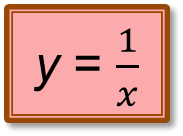 y = 1/x